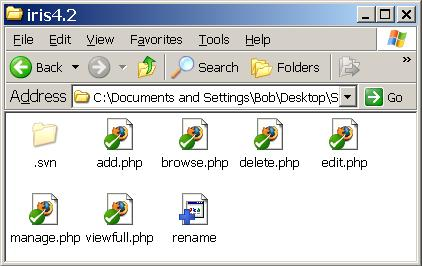 iris4.2
File Edit View Favorites Tools Help
Back Search Folders »
Address C:\Documents and Settings\Bob\Desktop\S Go
.svn add.php browse.php delete.php edit.php
manage.php viewfull.php rename